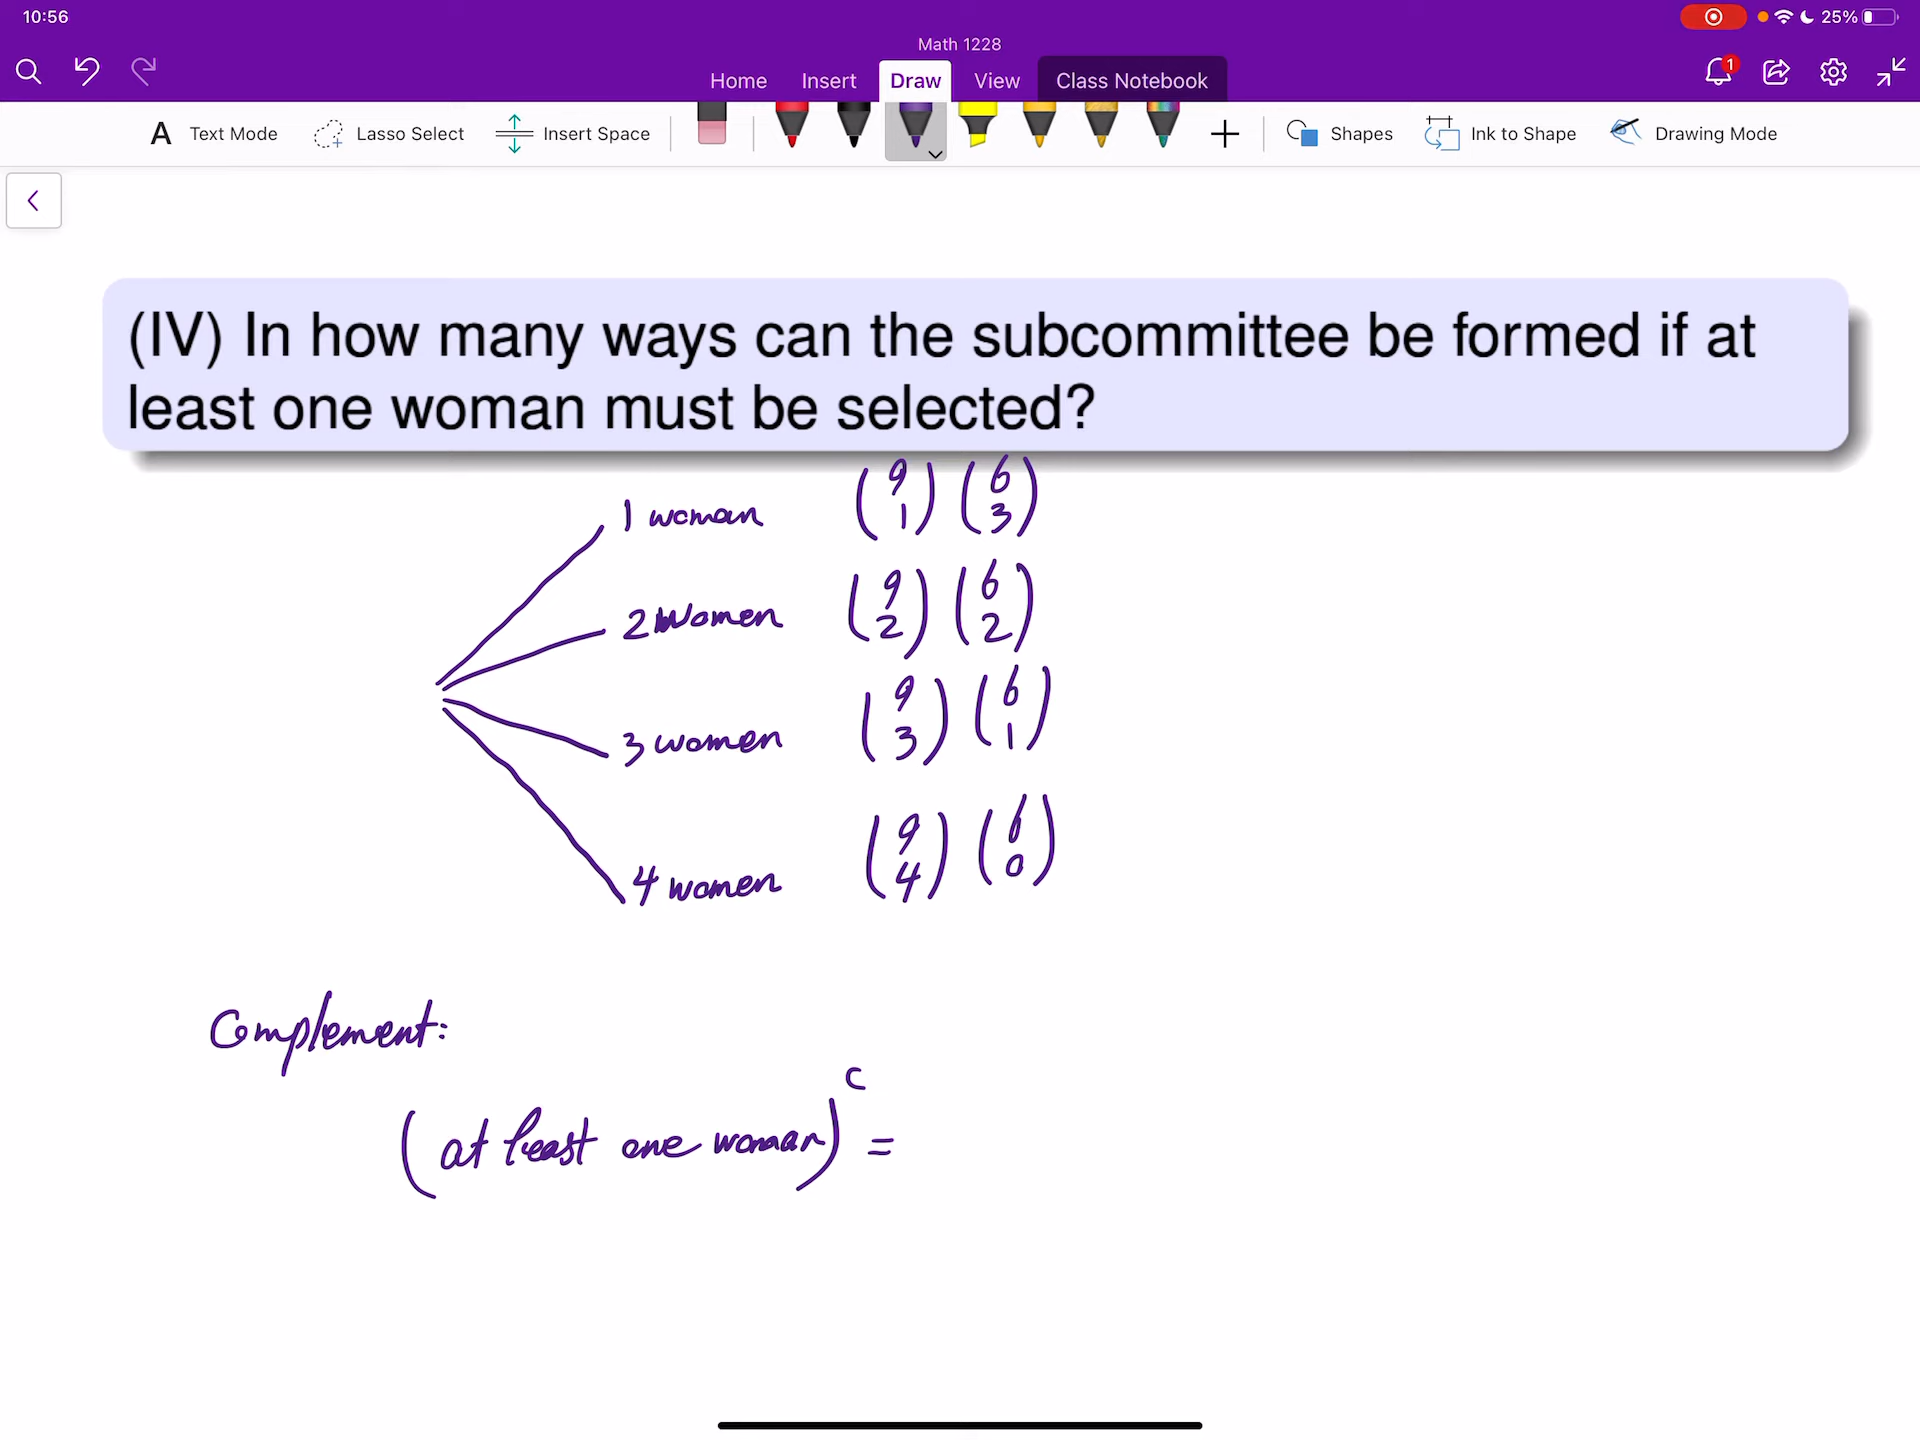 10:56
25%
Math 1228
1
Home Insert Draw View Class Notebook
A Text Mode Lasso Select Insert Space Shapes Ink to Shape Drawing Mode
(IV) In how many ways can the subcommittee be formed if at
least one woman must be selected?
1 woman (9 1) (6 3)
2 Women (9 2) (6 2)
3 women (9 3) (6 1)
4 women (9 4) (6 0)
Complement:
(at least one woman)^c =